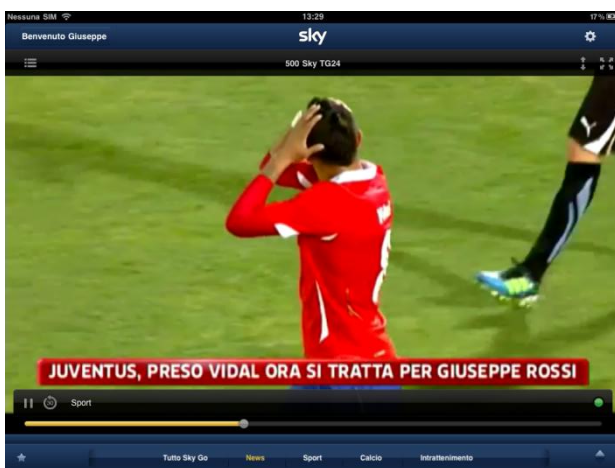 Nessuna SIM 13:29 17%
Benvenuto Giuseppe sky
500 Sky TG24
JUVENTUS, PRESO VIDAL ORA SI TRATTA PER GIUSEPPE ROSSI
30 Sport
Tutto Sky Go News Sport Calcio Intrattenimento